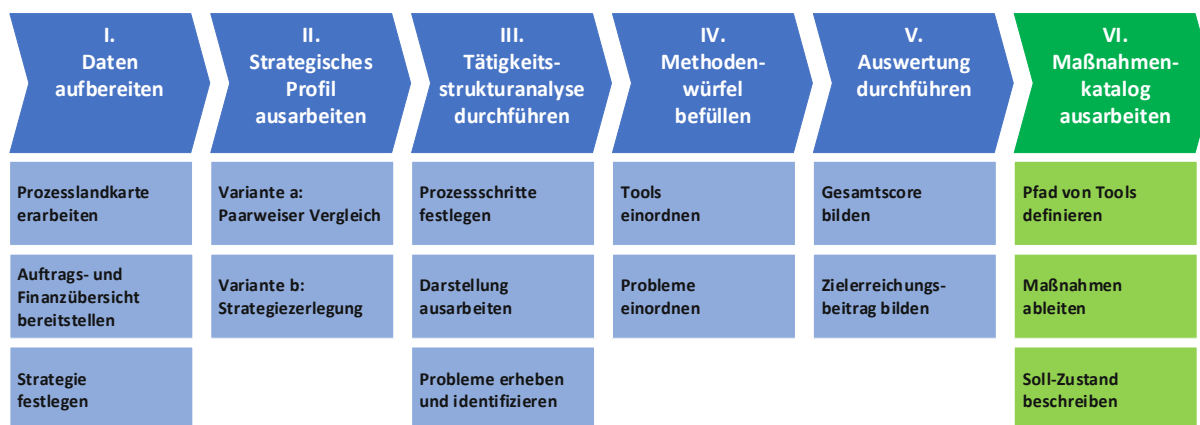 I.
Daten
aufbereiten
II.
Strategisches
Profil
ausarbeiten
III.
Tätigkeits-
strukturanalyse
durchführen
IV.
Methoden-
würfel
befüllen
V.
Auswertung
durchführen
VI.
Maßnahmen-
katalog
ausarbeiten
Prozesslandkarte
erarbeiten
Auftrags- und
Finanzübersicht
bereitstellen
Strategie
festlegen
Variante a:
Paarweiser Vergleich
Variante b:
Strategiezerlegung
Prozessschritte
festlegen
Darstellung
ausarbeiten
Probleme erheben
und identifizieren
Tools
einordnen
Probleme
einordnen
Gesamtscore
bilden
Zielerreichungs-
beitrag bilden
Pfad von Tools
definieren
Maßnahmen
ableiten
Soll-Zustand
beschreiben